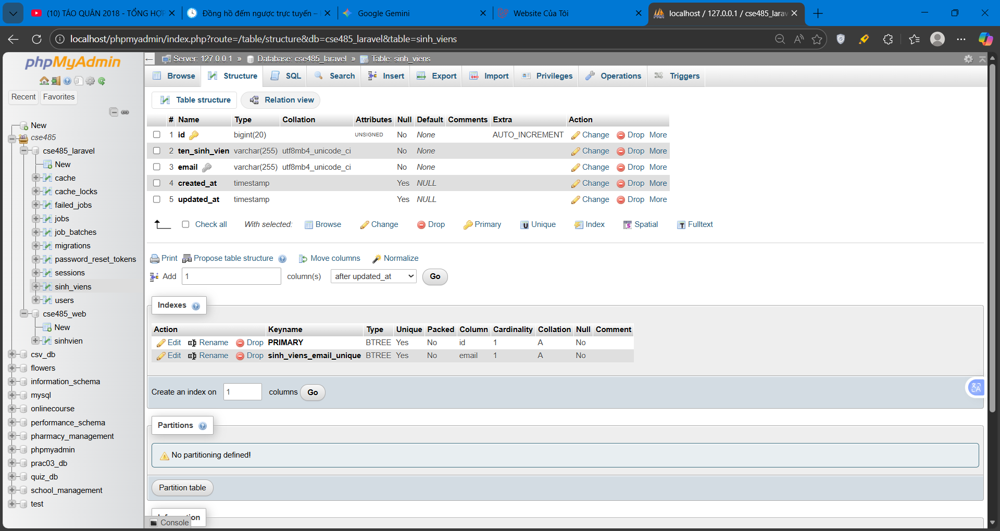 (10) TÁO QUÂN 2018 - TỔNG HỢP
Đồng hồ đếm ngược trực tuyến –
Google Gemini
Website Của Tôi
localhost / 127.0.0.1 / cse485_larav
localhost/phpmyadmin/index.php?route=/table/structure&db=cse485_laravel&table=sinh_viens
phpMyAdmin
Recent Favorites
New
cse485
cse485_laravel
New
cache
cache_locks
failed_jobs
jobs
job_batches
migrations
password_reset_tokens
sessions
sinh_viens
users
cse485_web
New
sinhvien
csv_db
flowers
information_schema
mysql
onlinecourse
performance_schema
pharmacy_management
phpmyadmin
prac03_db
quiz_db
school_management
test
Server: 127.0.0.1 » Database: cse485_laravel » Table: sinh_viens
Browse Structure SQL Search Insert Export Import Privileges Operations Triggers
Table structure Relation view
# Name Type Collation Attributes Null Default Comments Extra Action
1 id bigint(20) UNSIGNED No None AUTO_INCREMENT Change Drop More
2 ten_sinh_vien varchar(255) utf8mb4_unicode_ci No None Change Drop More
3 email varchar(255) utf8mb4_unicode_ci No None Change Drop More
4 created_at timestamp Yes NULL Change Drop More
5 updated_at timestamp Yes NULL Change Drop More
Check all With selected: Browse Change Drop Primary Unique Index Spatial Fulltext
Print Propose table structure Move columns Normalize
Add 1 column(s) after updated_at Go
Indexes
Action Keyname Type Unique Packed Column Cardinality Collation Null Comment
Edit Rename Drop PRIMARY BTREE Yes No id 1 A No
Edit Rename Drop sinh_viens_email_unique BTREE Yes No email 1 A No
Create an index on 1 columns Go
Partitions
No partitioning defined!
Partition table
Console